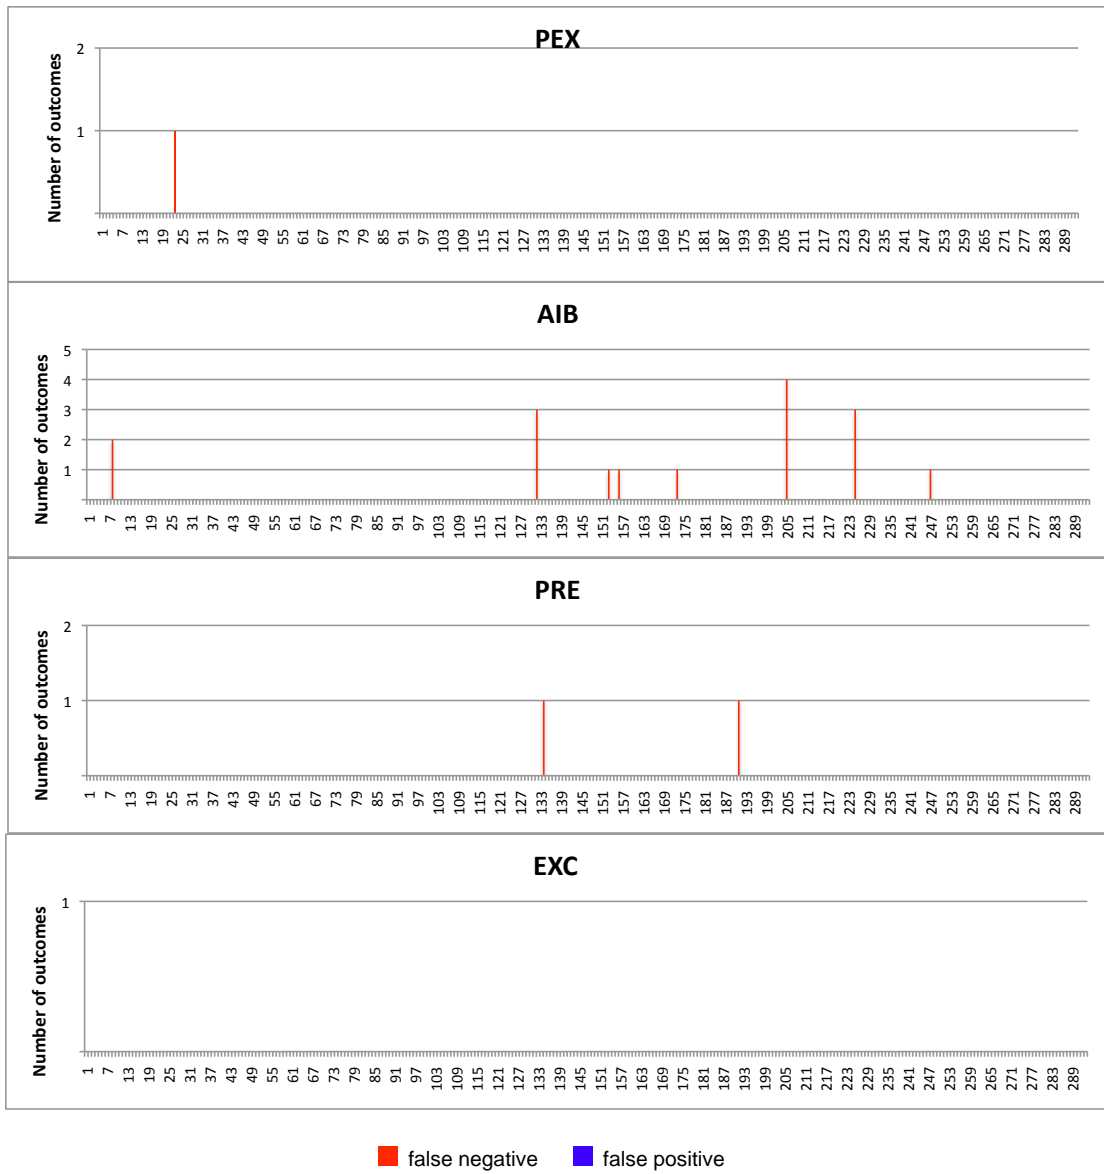 PEX
Number of outcomes
2
1
1 7 13 19 25 31 37 43 49 55 61 67 73 79 85 91 97 103 109 115 121 127 133 139 145 151 157 163 169 175 181 187 193 199 205 211 217 223 229 235 241 247 253 259 265 271 277 283 289
AIB
Number of outcomes
5
4
3
2
1
1 7 13 19 25 31 37 43 49 55 61 67 73 79 85 91 97 103 109 115 121 127 133 139 145 151 157 163 169 175 181 187 193 199 205 211 217 223 229 235 241 247 253 259 265 271 277 283 289
PRE
Number of outcomes
2
1
1 7 13 19 25 31 37 43 49 55 61 67 73 79 85 91 97 103 109 115 121 127 133 139 145 151 157 163 169 175 181 187 193 199 205 211 217 223 229 235 241 247 253 259 265 271 277 283 289
EXC
Number of outcomes
1
1 7 13 19 25 31 37 43 49 55 61 67 73 79 85 91 97 103 109 115 121 127 133 139 145 151 157 163 169 175 181 187 193 199 205 211 217 223 229 235 241 247 253 259 265 271 277 283 289
false negative false positive